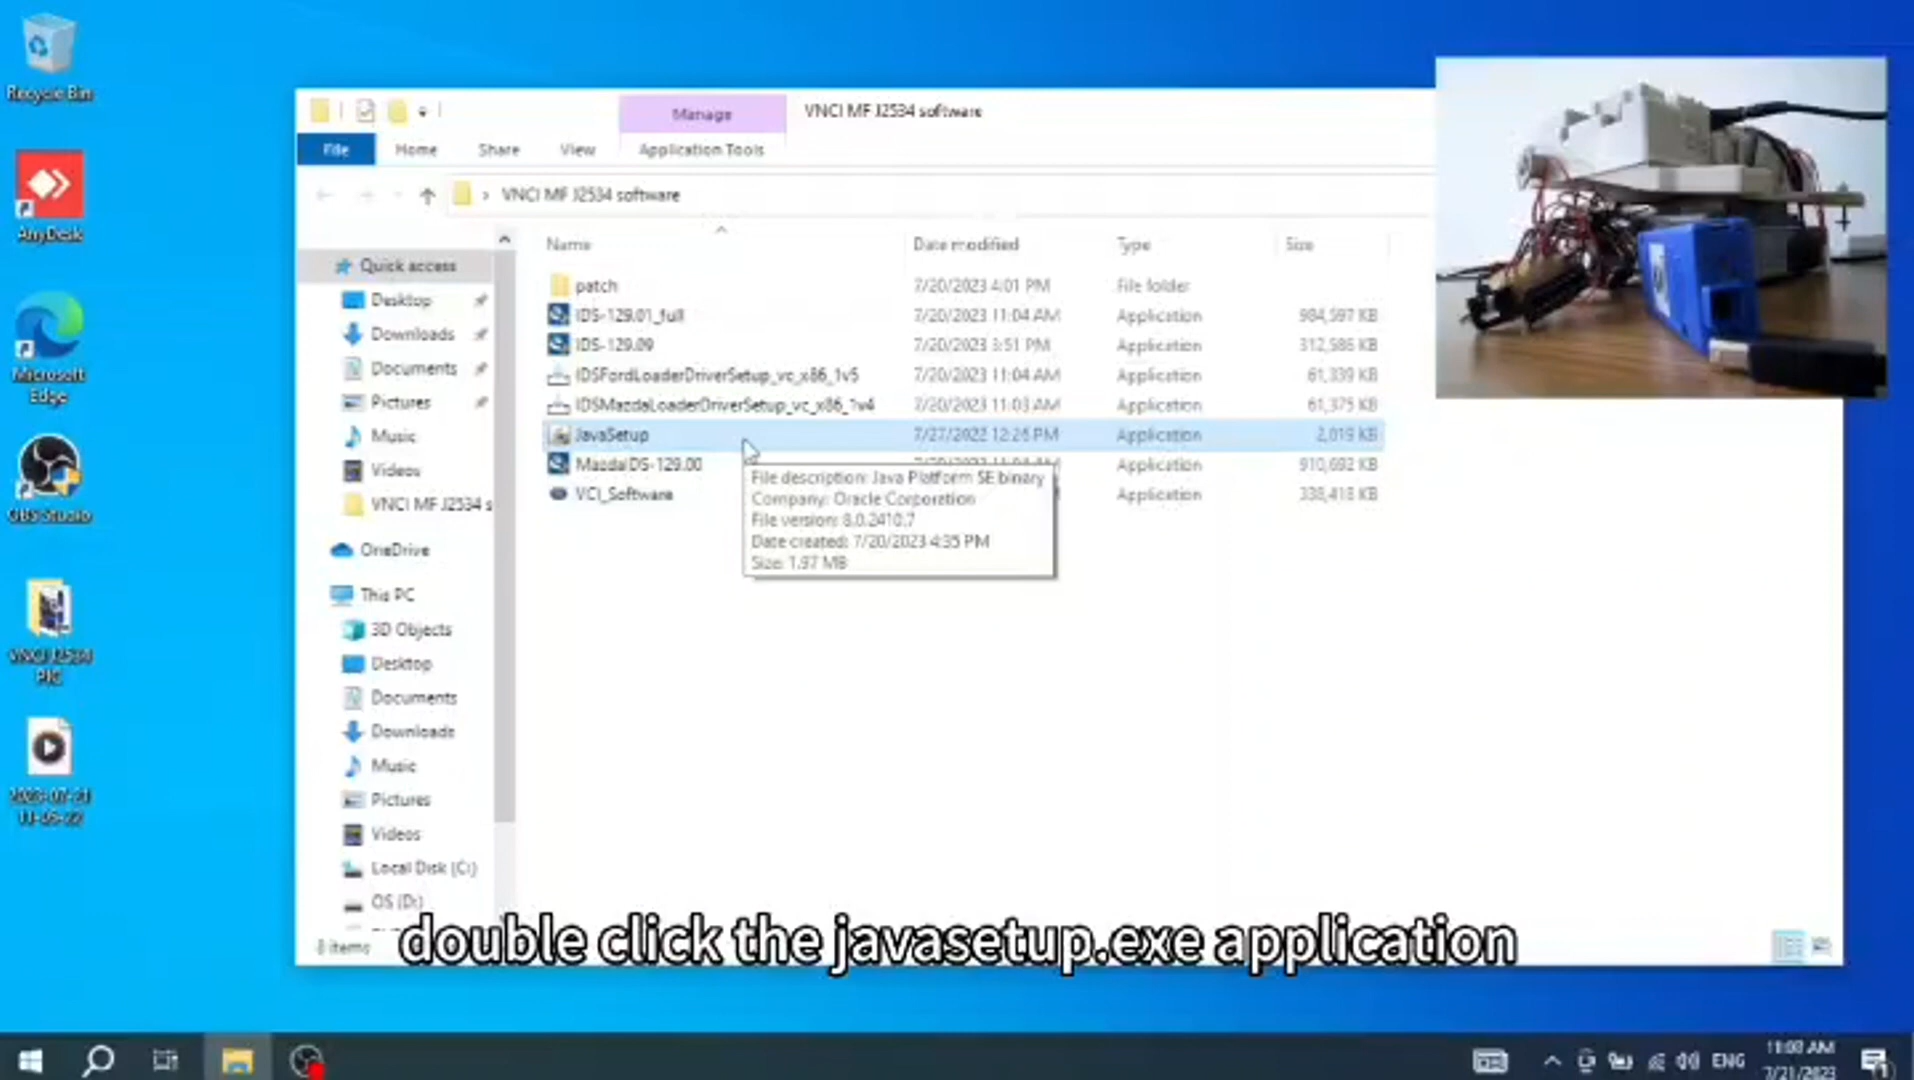 Recycle Bin
AnyDesk
Microsoft
Edge
OBS Studio
VNCI J2534
PIC
2023-07-21
11-05-22
Manage
VNCI MF J2534 software
File
Home
Share
View
Application Tools
VNCI MF J2534 software
Name
Date modified
Type
Size
patch
7/20/2023 4:01 PM
File folder
IDS-129.01_full
7/20/2023 11:04 AM
Application
984,597 KB
IDS-129.09
7/20/2023 3:51 PM
Application
312,586 KB
IDSFordLoaderDriverSetup_vc_x86_1v5
7/20/2023 11:04 AM
Application
61,339 KB
IDSMazdaLoaderDriverSetup_vc_x86_1v4
7/20/2023 11:03 AM
Application
61,375 KB
JavaSetup
7/27/2022 12:26 PM
Application
2,019 KB
MazdaIDS-129.00
Application
910,692 KB
VCI_Software
Application
338,418 KB
File description: Java Platform SE binary
Company: Oracle Corporation
File version: 8.0.2410.7
Date created: 7/20/2023 4:35 PM
Size: 1.97 MB
Quick access
Desktop
Downloads
Documents
Pictures
Music
Videos
VNCI MF J2534 s
OneDrive
This PC
3D Objects
Desktop
Documents
Downloads
Music
Pictures
Videos
Local Disk (C:)
OS (D:)
8 items
double click the javasetup.exe application
ENG
7/21/2023